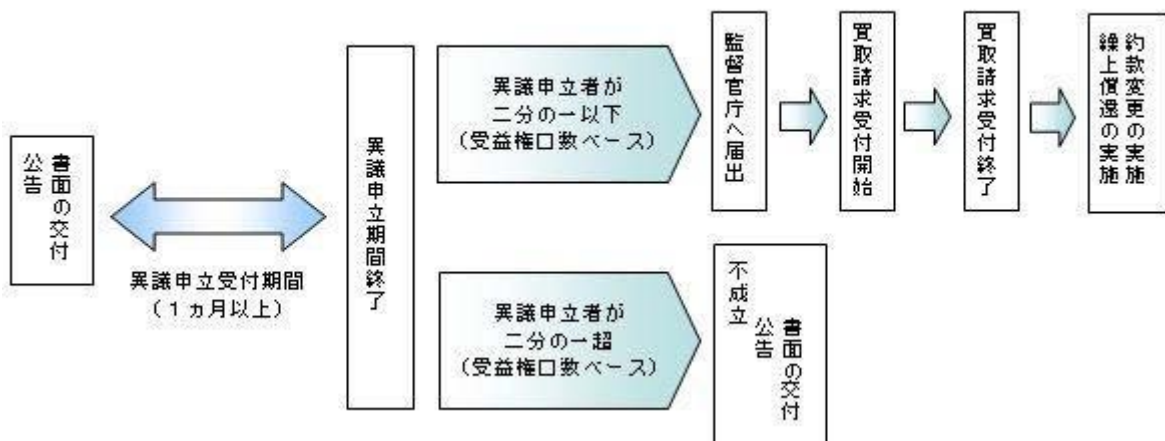 書面の交付
公告
異議申立受付期間
（１ヵ月以上）
異議申立期間終了
異議申立者が
二分の一以下
（受益権口数ベース）
監督官庁へ届出
買取請求受付開始
買取請求受付終了
約款変更の実施
繰上償還の実施
異議申立者が
二分の一超
（受益権口数ベース）
書面の交付
公告
不成立